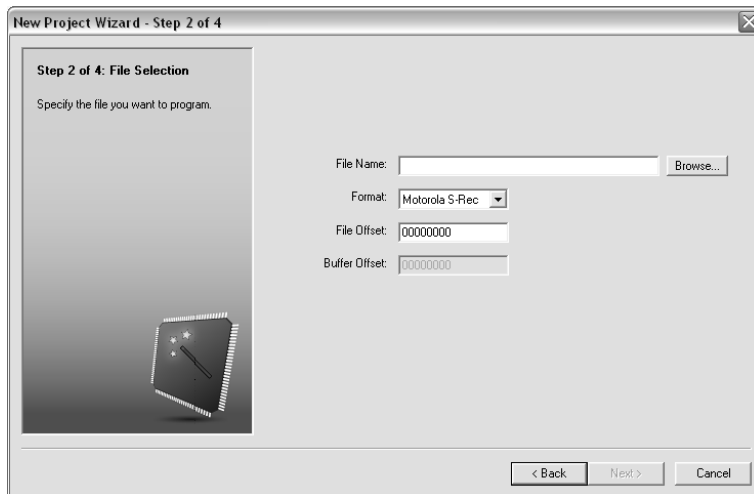 New Project Wizard - Step 2 of 4
Step 2 of 4: File Selection
Specify the file you want to program.
File Name:
Browse...
Format: Motorola S-Rec
File Offset: 00000000
Buffer Offset: 00000000
< Back Next > Cancel